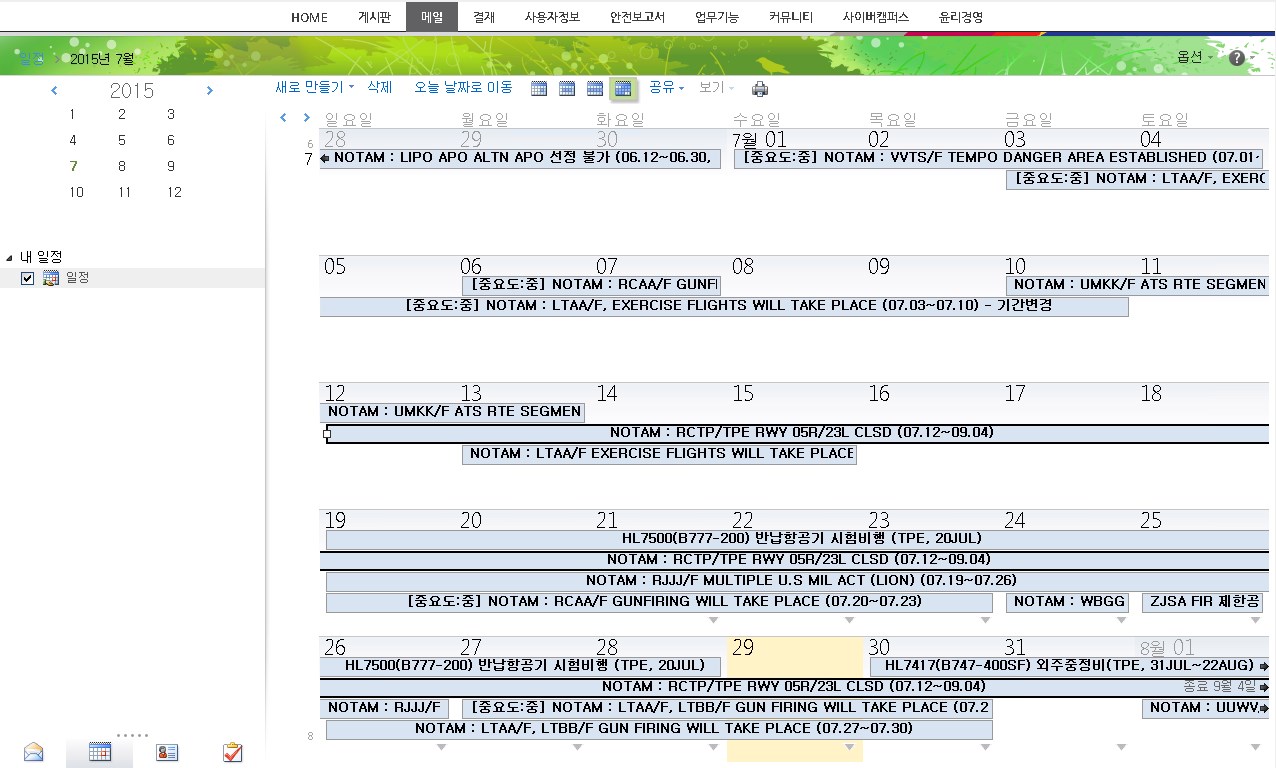 HOME 게시판 메일 결재 사용자정보 안전보고서 업무기능 커뮤니티 사이버캠퍼스 윤리경영
일정 2015년 7월 옵션
2015
1 2 3
4 5 6
7 8 9
10 11 12
내 일정
일정
새로 만들기 삭제 오늘 날짜로 이동 공유 보기
일요일 월요일 화요일 수요일 목요일 금요일 토요일
6 28 29 30 7월 01 02 03 04
7 NOTAM : LIPO APO ALTN APO 선정 불가 (06.12~06.30, [중요도:중] NOTAM : VVTS/F TEMPO DANGER AREA ESTABLISHED (07.01~
[중요도:중] NOTAM : LTAA/F, EXERC
05 06 07 08 09 10 11
[중요도:중] NOTAM : RCAA/F GUNFI NOTAM : UMKK/F ATS RTE SEGMEN
[중요도:중] NOTAM : LTAA/F, EXERCISE FLIGHTS WILL TAKE PLACE (07.03~07.10) - 기간변경
12 13 14 15 16 17 18
NOTAM : UMKK/F ATS RTE SEGMEN
NOTAM : RCTP/TPE RWY 05R/23L CLSD (07.12~09.04)
NOTAM : LTAA/F EXERCISE FLIGHTS WILL TAKE PLACE
19 20 21 22 23 24 25
HL7500(B777-200) 반납항공기 시험비행 (TPE, 20JUL)
NOTAM : RCTP/TPE RWY 05R/23L CLSD (07.12~09.04)
NOTAM : RJJJ/F MULTIPLE U.S MIL ACT (LION) (07.19~07.26)
[중요도:중] NOTAM : RCAA/F GUNFIRING WILL TAKE PLACE (07.20~07.23) NOTAM : WBGG ZJSA FIR 제한공
26 27 28 29 30 31 8월 01
HL7500(B777-200) 반납항공기 시험비행 (TPE, 20JUL) HL7417(B747-400SF) 외주중정비(TPE, 31JUL~22AUG)
NOTAM : RCTP/TPE RWY 05R/23L CLSD (07.12~09.04) 종료 9월 4일
NOTAM : RJJJ/F [중요도:중] NOTAM : LTAA/F, LTBB/F GUN FIRING WILL TAKE PLACE (07.2 NOTAM : UUWV,
8 NOTAM : LTAA/F, LTBB/F GUN FIRING WILL TAKE PLACE (07.27~07.30)